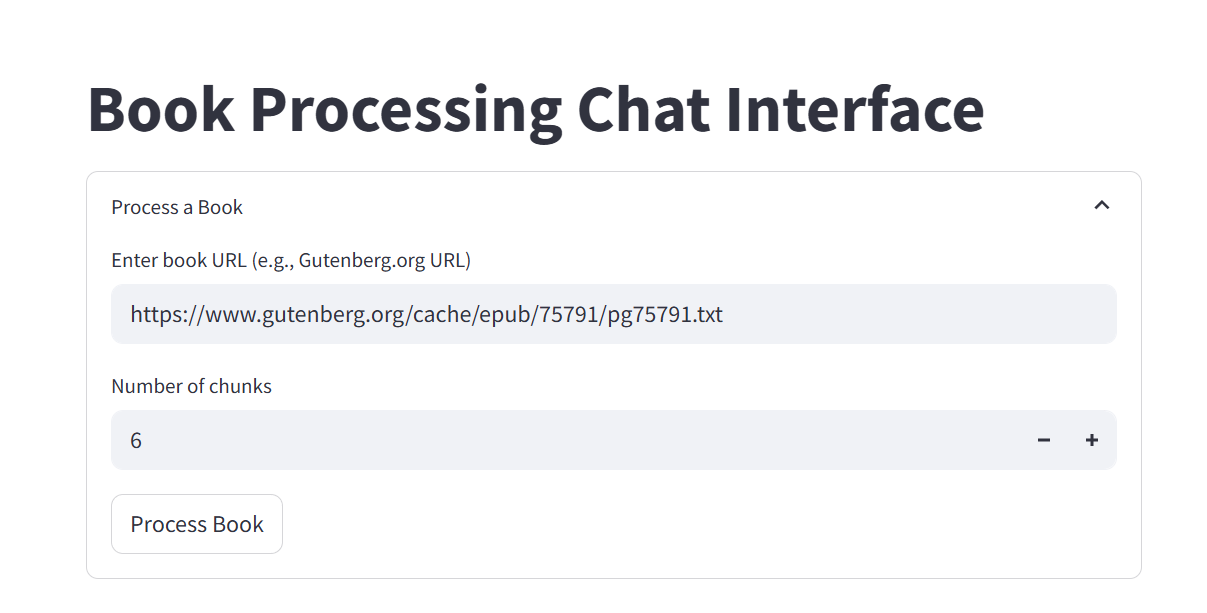 Book Processing Chat Interface
Process a Book
Enter book URL (e.g., Gutenberg.org URL)
https://www.gutenberg.org/cache/epub/75791/pg75791.txt
Number of chunks
6
Process Book